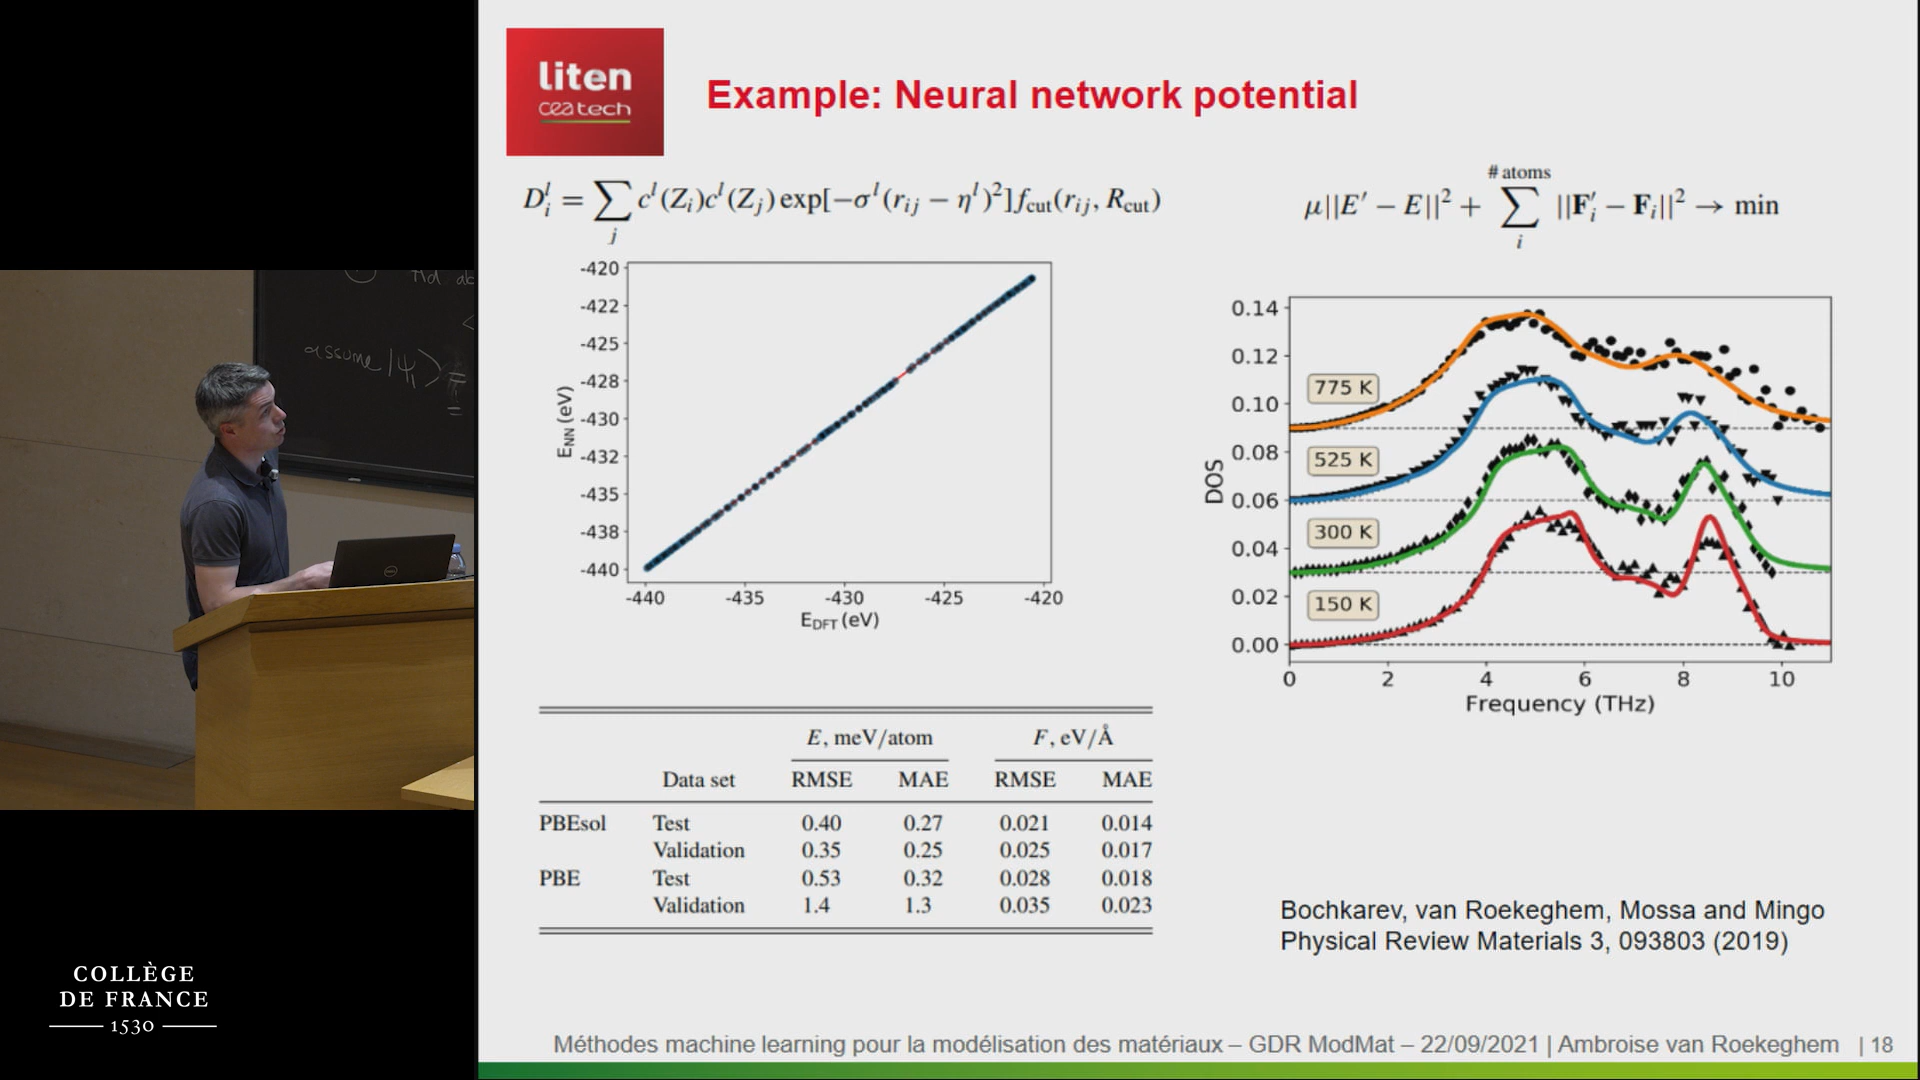 liten
ceatech
Example: Neural network potential
D_i^l = ∑_j c^l(Z_i)c^l(Z_j) exp[−σ^l(r_ij − η^l)^2] f_cut(r_ij, R_cut)
# atoms
μ||E′ − E||^2 + ∑_i ||F′_i − F_i||^2 → min
-420
-422
-425
-428
-430
-432
-435
-438
-440
E_NN (eV)
-440 -435 -430 -425 -420
E_DFT (eV)
0.14
0.12
0.10
0.08
0.06
0.04
0.02
0.00
DOS
775 K
525 K
300 K
150 K
0 2 4 6 8 10
Frequency (THz)
E, meV/atom F, eV/Å
Data set RMSE MAE RMSE MAE
PBEsol Test 0.40 0.27 0.021 0.014
Validation 0.35 0.25 0.025 0.017
PBE Test 0.53 0.32 0.028 0.018
Validation 1.4 1.3 0.035 0.023
Bochkarev, van Roekeghem, Mossa and Mingo
Physical Review Materials 3, 093803 (2019)
Méthodes machine learning pour la modélisation des matériaux – GDR ModMat – 22/09/2021 | Ambroise van Roekeghem | 18
assume |Ψ_i⟩
DELL
COLLÈGE
DE FRANCE
1530